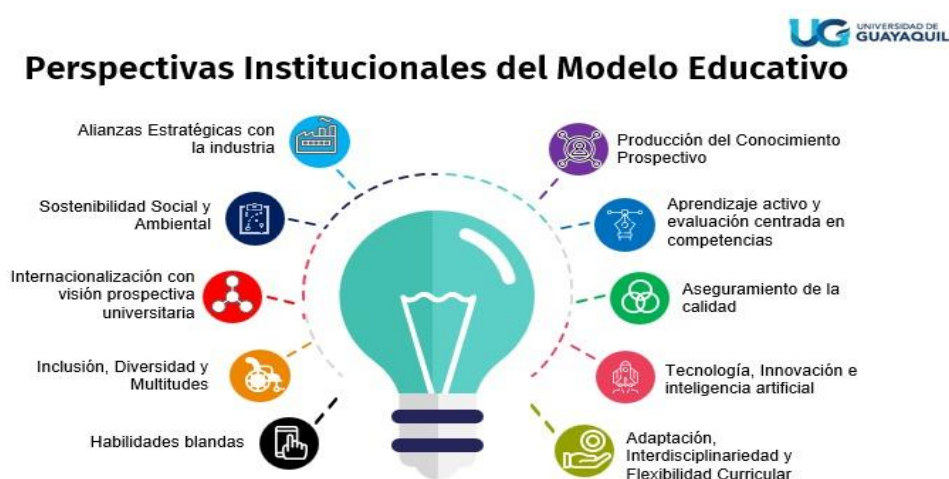 UG UNIVERSIDAD DE
GUAYAQUIL
Perspectivas Institucionales del Modelo Educativo
Alianzas Estratégicas con
la industria
Sostenibilidad Social y
Ambiental
Internacionalización con
visión prospectiva
universitaria
Inclusión, Diversidad y
Multitudes
Habilidades blandas
Producción del Conocimiento
Prospectivo
Aprendizaje activo y
evaluación centrada en
competencias
Aseguramiento de la
calidad
Tecnología, Innovación e
inteligencia artificial
Adaptación,
Interdisciplinariedad y
Flexibilidad Curricular